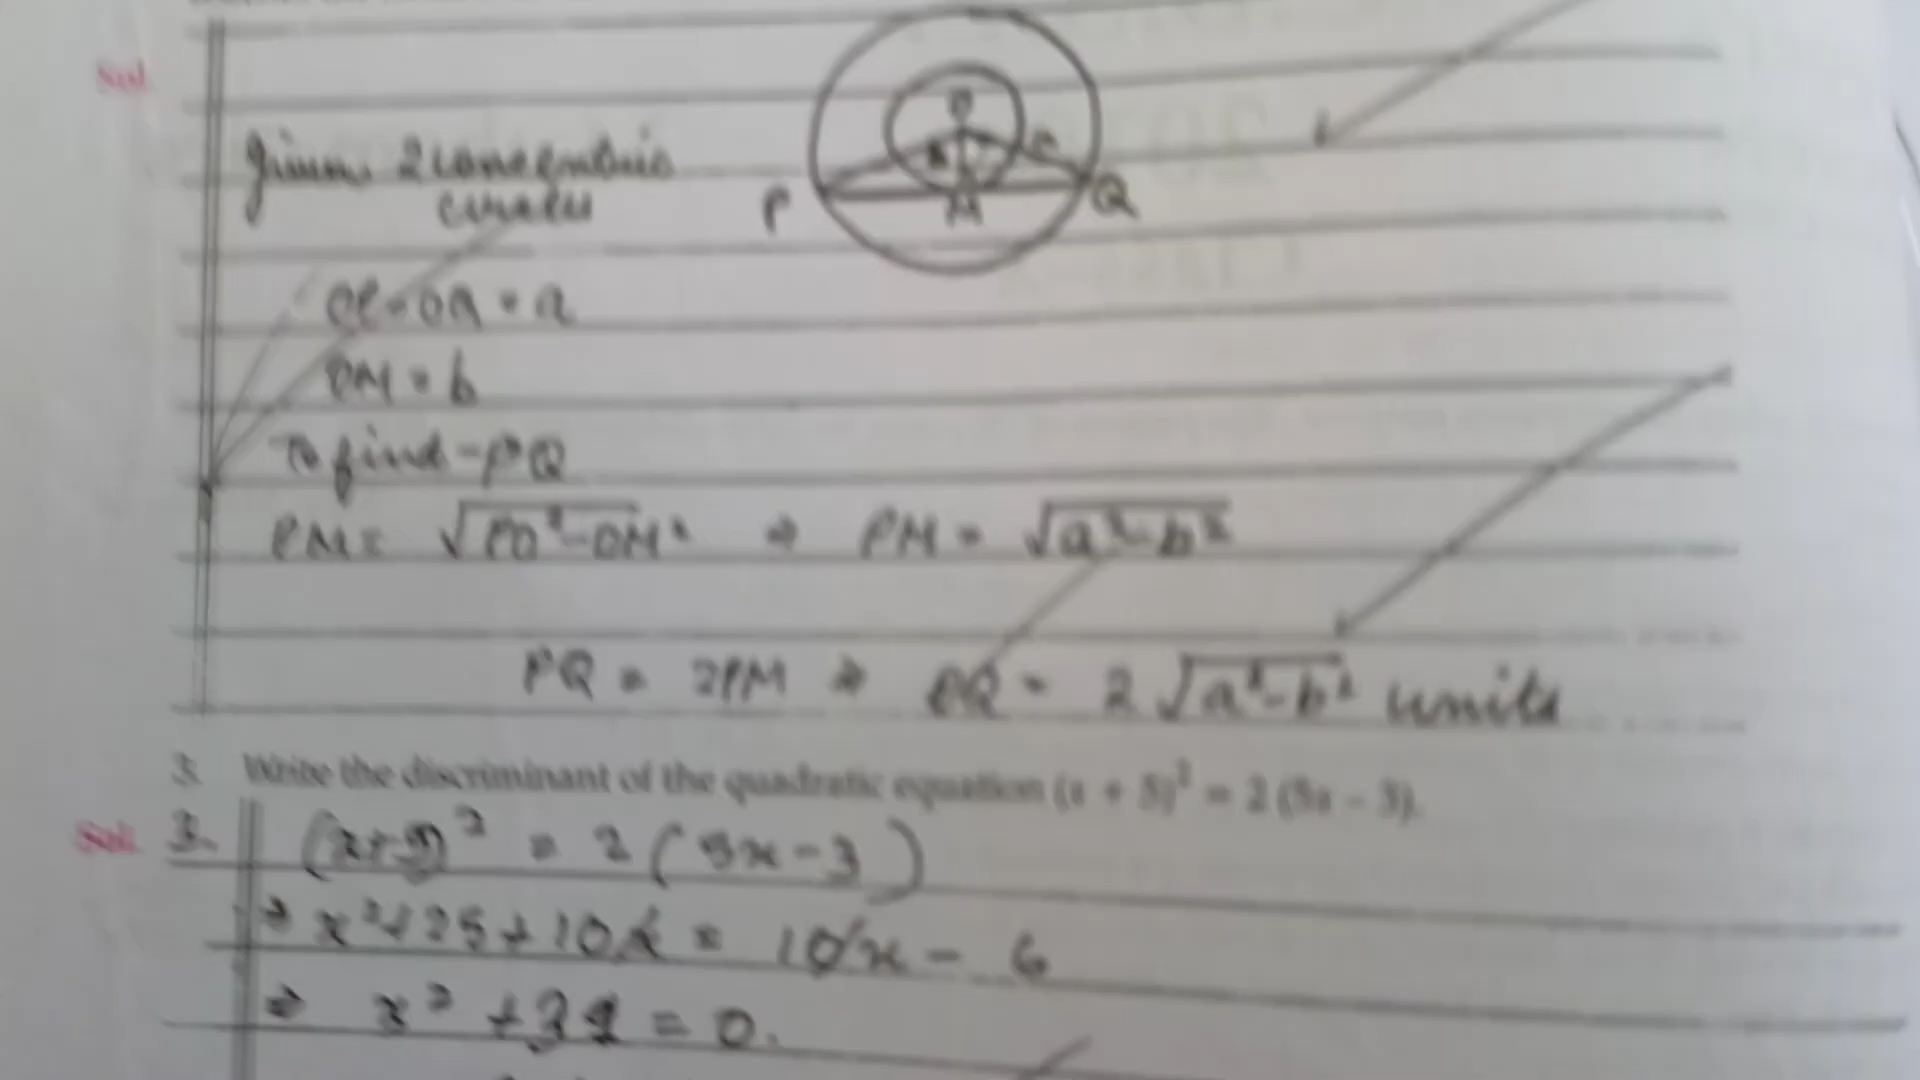 Sol.
O
P M Q
Given 2 concentric
circles
OP = OQ = a
OM = b
To find - PQ
PM = √PO²-OM² ⇒ PM = √a²-b²
PQ = 2PM ⇒ PQ = 2√a²-b² units
3. Write the discriminant of the quadratic equation (x + 5)² = 2 (5x – 3).
Sol. 3. (x+5)² = 2(5x-3)
⇒ x²+25+10x = 10x - 6
⇒ x² +31 = 0.